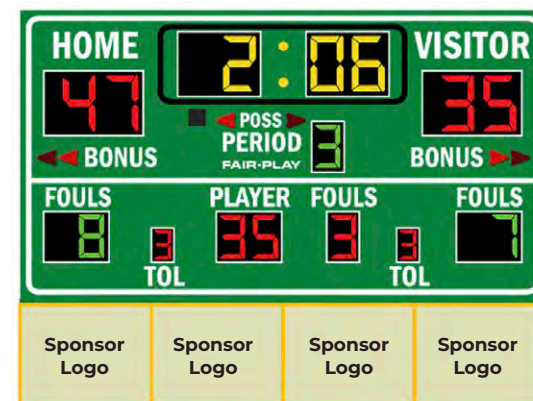 HOME 2:06 VISITOR
47 POSS 35
PERIOD 3
FAIR-PLAY
BONUS BONUS
FOULS PLAYER FOULS FOULS
8 3 35 3 3 7
TOL TOL
Sponsor Logo
Sponsor Logo
Sponsor Logo
Sponsor Logo